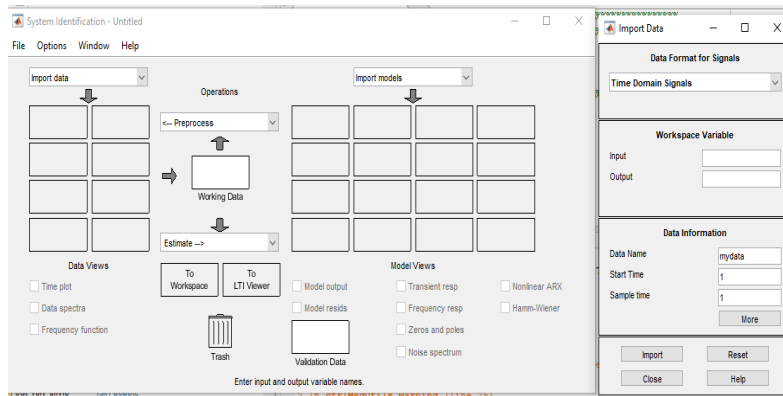 System Identification - Untitled
File Options Window Help
Import data
Import models
Operations
<-- Preprocess
Working Data
Estimate -->
Data Views
Time plot
Data spectra
Frequency function
To Workspace
To LTI Viewer
Trash
Model Views
Model output
Model resids
Transient resp
Frequency resp
Zeros and poles
Noise spectrum
Nonlinear ARX
Hamm-Wiener
Validation Data
Enter input and output variable names.
Import Data
Data Format for Signals
Time Domain Signals
Workspace Variable
Input
Output
Data Information
Data Name mydata
Start Time 1
Sample time 1
More
Import Reset
Close Help